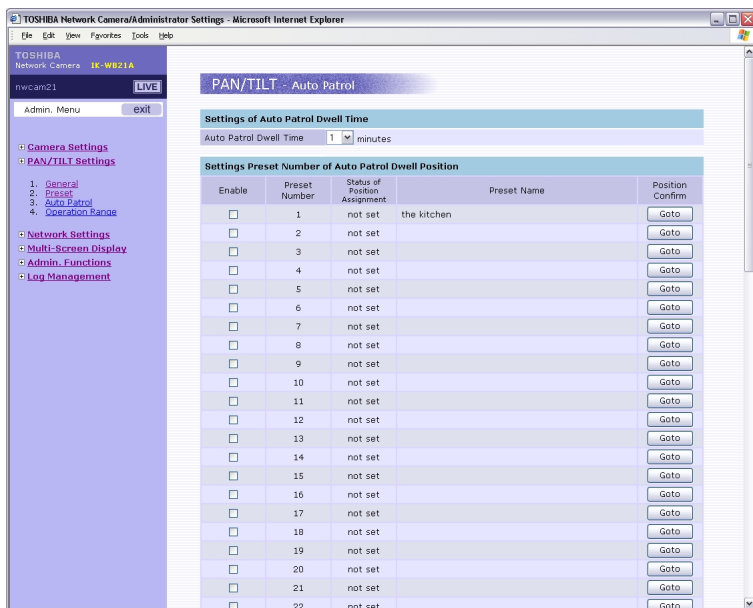 TOSHIBA Network Camera/Administrator Settings - Microsoft Internet Explorer
File Edit View Favorites Tools Help
TOSHIBA
Network Camera IK-WB21A
nwcam21 LIVE
Admin. Menu exit
Camera Settings
PAN/TILT Settings
1. General
2. Preset
3. Auto Patrol
4. Operation Range
Network Settings
Multi-Screen Display
Admin. Functions
Log Management
PAN/TILT - Auto Patrol
Settings of Auto Patrol Dwell Time
Auto Patrol Dwell Time 1 minutes
Settings Preset Number of Auto Patrol Dwell Position
Enable Preset Number Status of Position Assignment Preset Name Position Confirm
1 not set the kitchen Goto
2 not set Goto
3 not set Goto
4 not set Goto
5 not set Goto
6 not set Goto
7 not set Goto
8 not set Goto
9 not set Goto
10 not set Goto
11 not set Goto
12 not set Goto
13 not set Goto
14 not set Goto
15 not set Goto
16 not set Goto
17 not set Goto
18 not set Goto
19 not set Goto
20 not set Goto
21 not set Goto
22 not set Goto